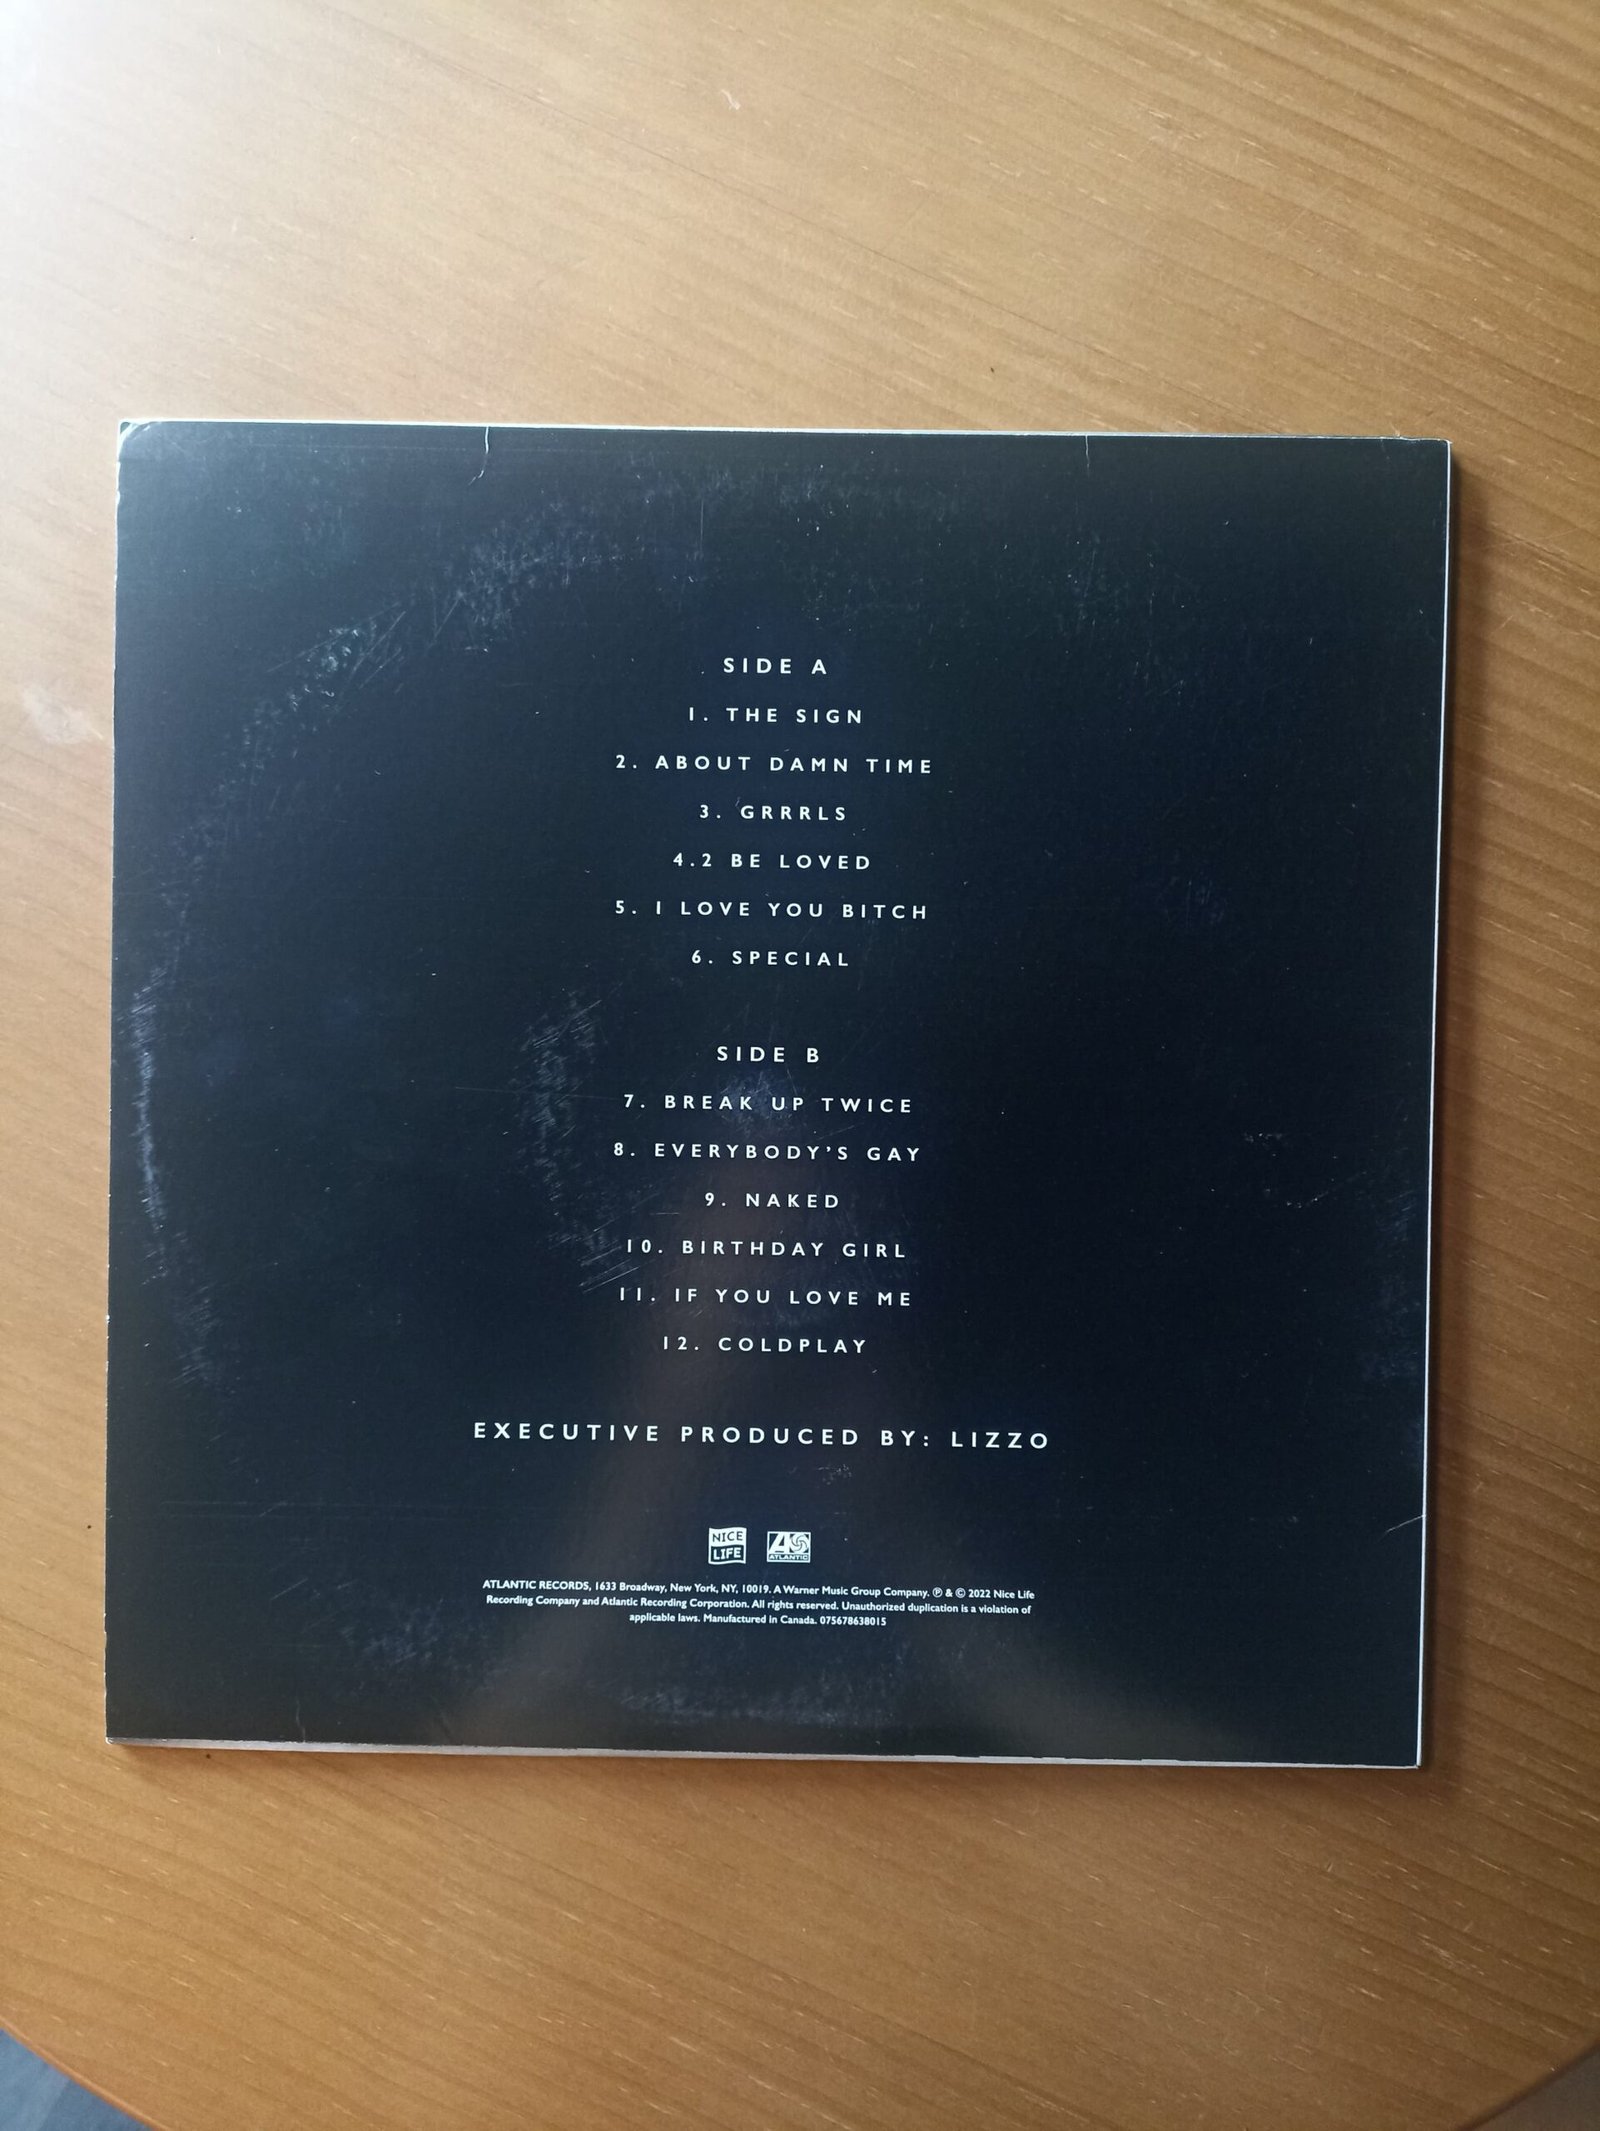 SIDE A
1. THE SIGN
2. ABOUT DAMN TIME
3. GRRRLS
4.2 BE LOVED
5. I LOVE YOU BITCH
6. SPECIAL
SIDE B
7. BREAK UP TWICE
8. EVERYBODY'S GAY
9. NAKED
10. BIRTHDAY GIRL
11. IF YOU LOVE ME
12. COLDPLAY
EXECUTIVE PRODUCED BY: LIZZO
NICE
LIFE
ATLANTIC
ATLANTIC RECORDS, 1633 Broadway, New York, NY, 10019. A Warner Music Group Company. ℗ & © 2022 Nice Life
Recording Company and Atlantic Recording Corporation. All rights reserved. Unauthorized duplication is a violation of
applicable laws. Manufactured in Canada. 075678638015